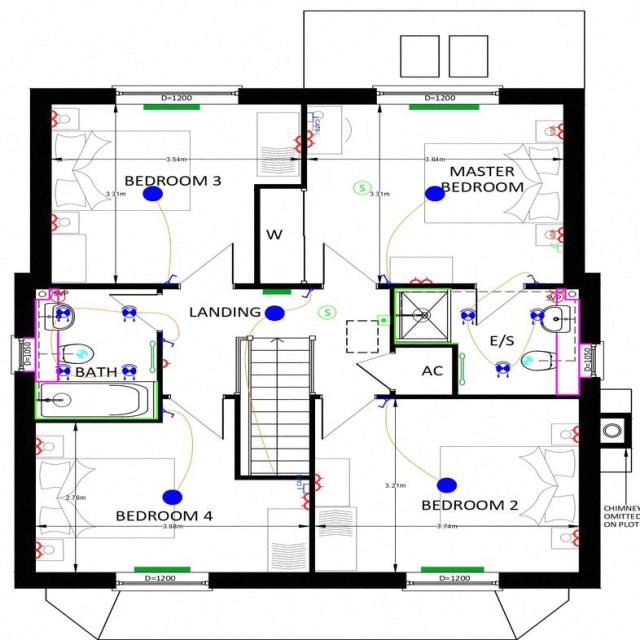 D=1200
D=1200
3.54m
3.64m
BEDROOM 3
MASTER
BEDROOM
3.31m
S
3.31m
W
SVP
SVP
LANDING
S
D=1050
BATH
E/S
D=1050
AC
3.21m
2.76m
BEDROOM 4
3.88m
BEDROOM 2
3.74m
CHIMNEY
OMITTED
ON PLOT
D=1200
D=1200